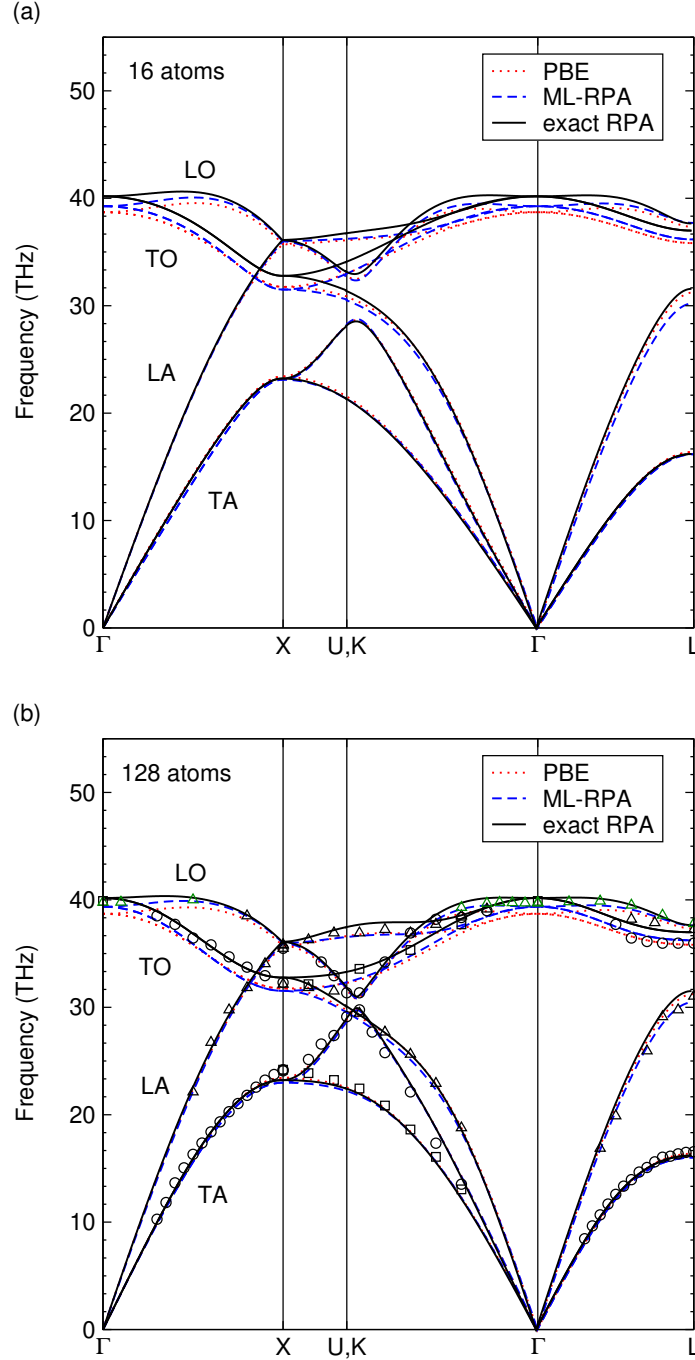 (a)
16 atoms
PBE
ML-RPA
exact RPA
50
40
30
20
10
0
Frequency (THz)
LO
TO
LA
TA
Γ X U,K Γ L
(b)
128 atoms
PBE
ML-RPA
exact RPA
50
40
30
20
10
0
Frequency (THz)
LO
TO
LA
TA
Γ X U,K Γ L